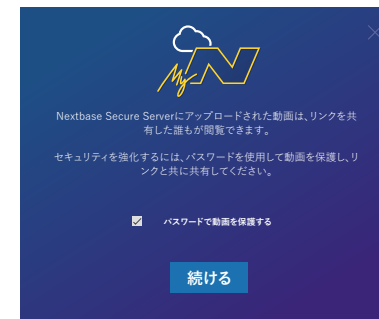 My N
Nextbase Secure Serverにアップロードされた動画は、リンクを共
有した誰もが閲覧できます。
セキュリティを強化するには、パスワードを使用して動画を保護し、リ
ンクと共に共有してください。
パスワードで動画を保護する
続ける